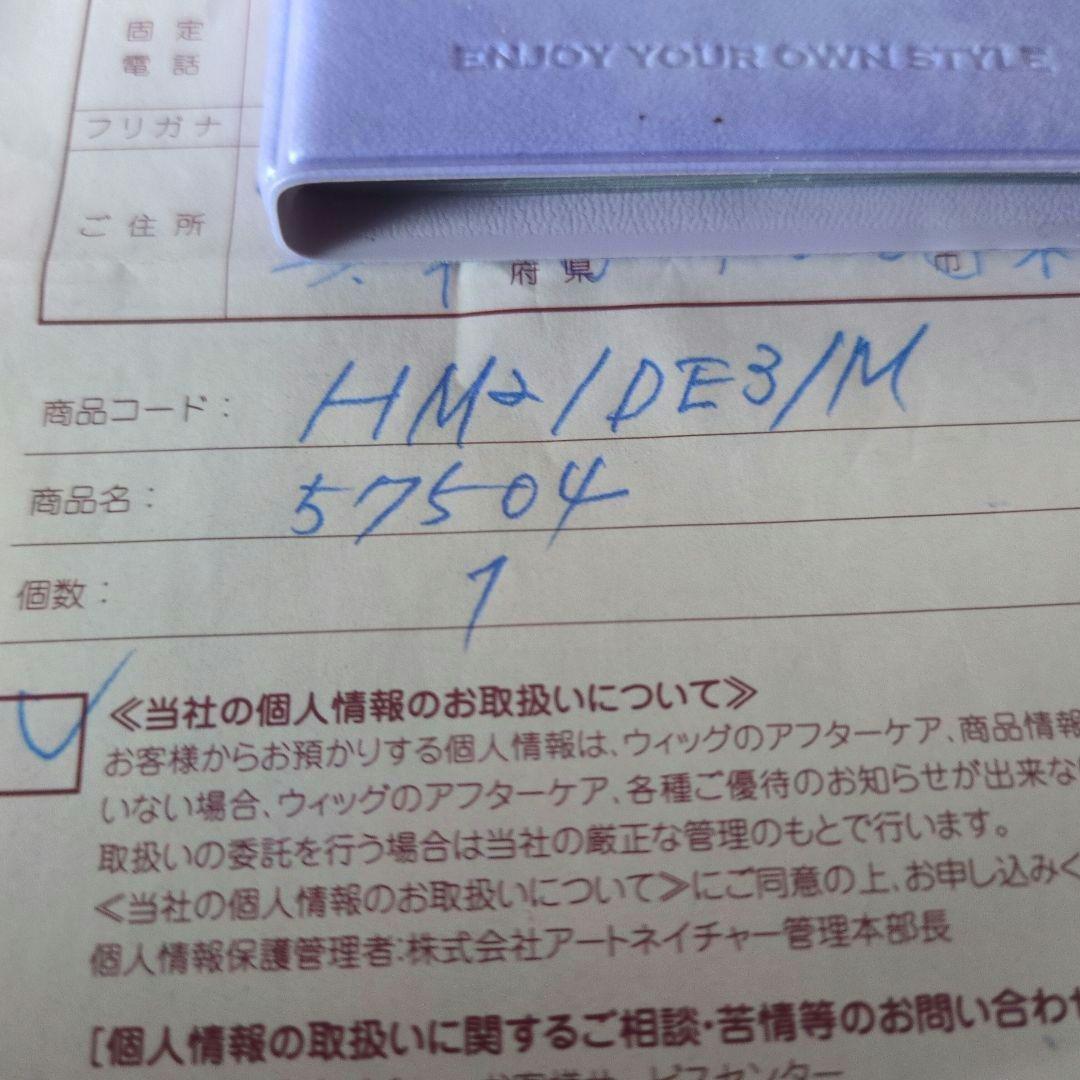 固定
電話
ENJOY YOUR OWN STYLE
フリガナ
ご住所
府県 市
商品コード: HM2/DE3/M
商品名: 57504
個数: 1
≪当社の個人情報のお取扱いについて≫
お客様からお預かりする個人情報は、ウィッグのアフターケア、商品情報
いない場合、ウィッグのアフターケア、各種ご優待のお知らせが出来な
取扱いの委託を行う場合は当社の厳正な管理のもとで行います。
≪当社の個人情報のお取扱いについて≫にご同意の上、お申し込みく
個人情報保護管理者:株式会社アートネイチャー管理本部長
[個人情報の取扱いに関するご相談・苦情等のお問い合わせ